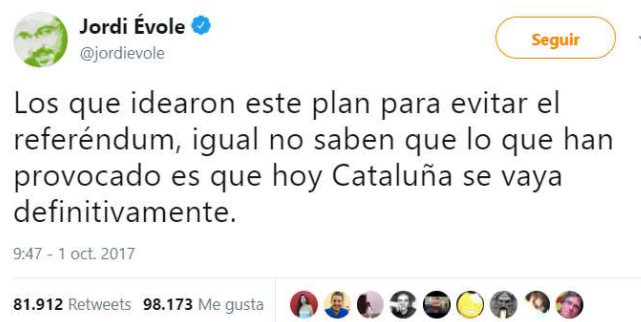 Jordi Évole
@jordievole
Seguir
Los que idearon este plan para evitar el
referéndum, igual no saben que lo que han
provocado es que hoy Cataluña se vaya
definitivamente.
9:47 - 1 oct. 2017
81.912 Retweets 98.173 Me gusta